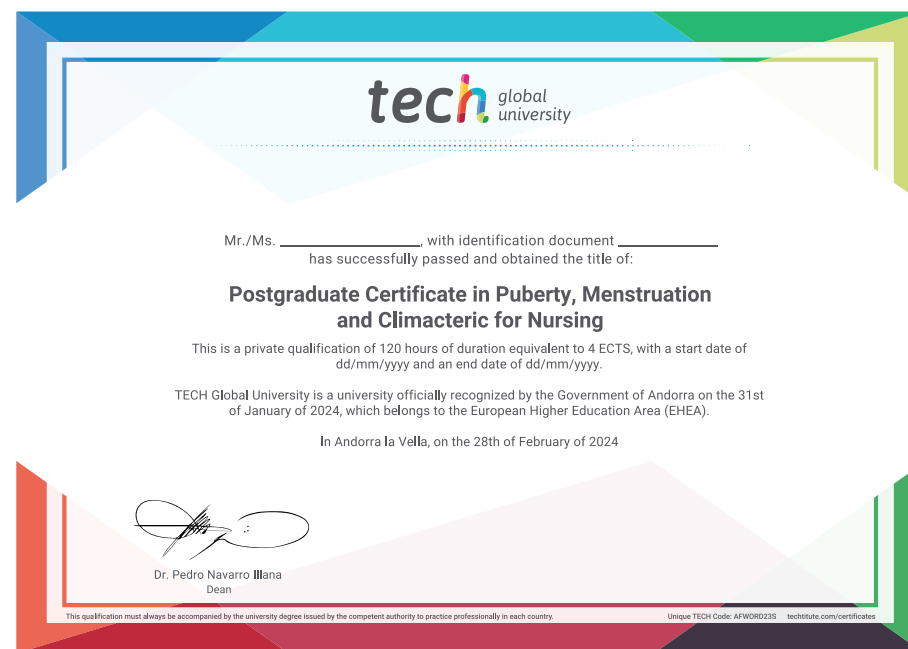 tech global
university
Mr./Ms. ____________, with identification document ____________
has successfully passed and obtained the title of:
Postgraduate Certificate in Puberty, Menstruation
and Climacteric for Nursing
This is a private qualification of 120 hours of duration equivalent to 4 ECTS, with a start date of
dd/mm/yyyy and an end date of dd/mm/yyyy.
TECH Global University is a university officially recognized by the Government of Andorra on the 31st
of January of 2024, which belongs to the European Higher Education Area (EHEA).
In Andorra la Vella, on the 28th of February of 2024
Dr. Pedro Navarro Illana
Dean
This qualification must always be accompanied by the university degree issued by the competent authority to practice professionally in each country. Unique TECH Code: AFWORD23S techtitute.com/certificates